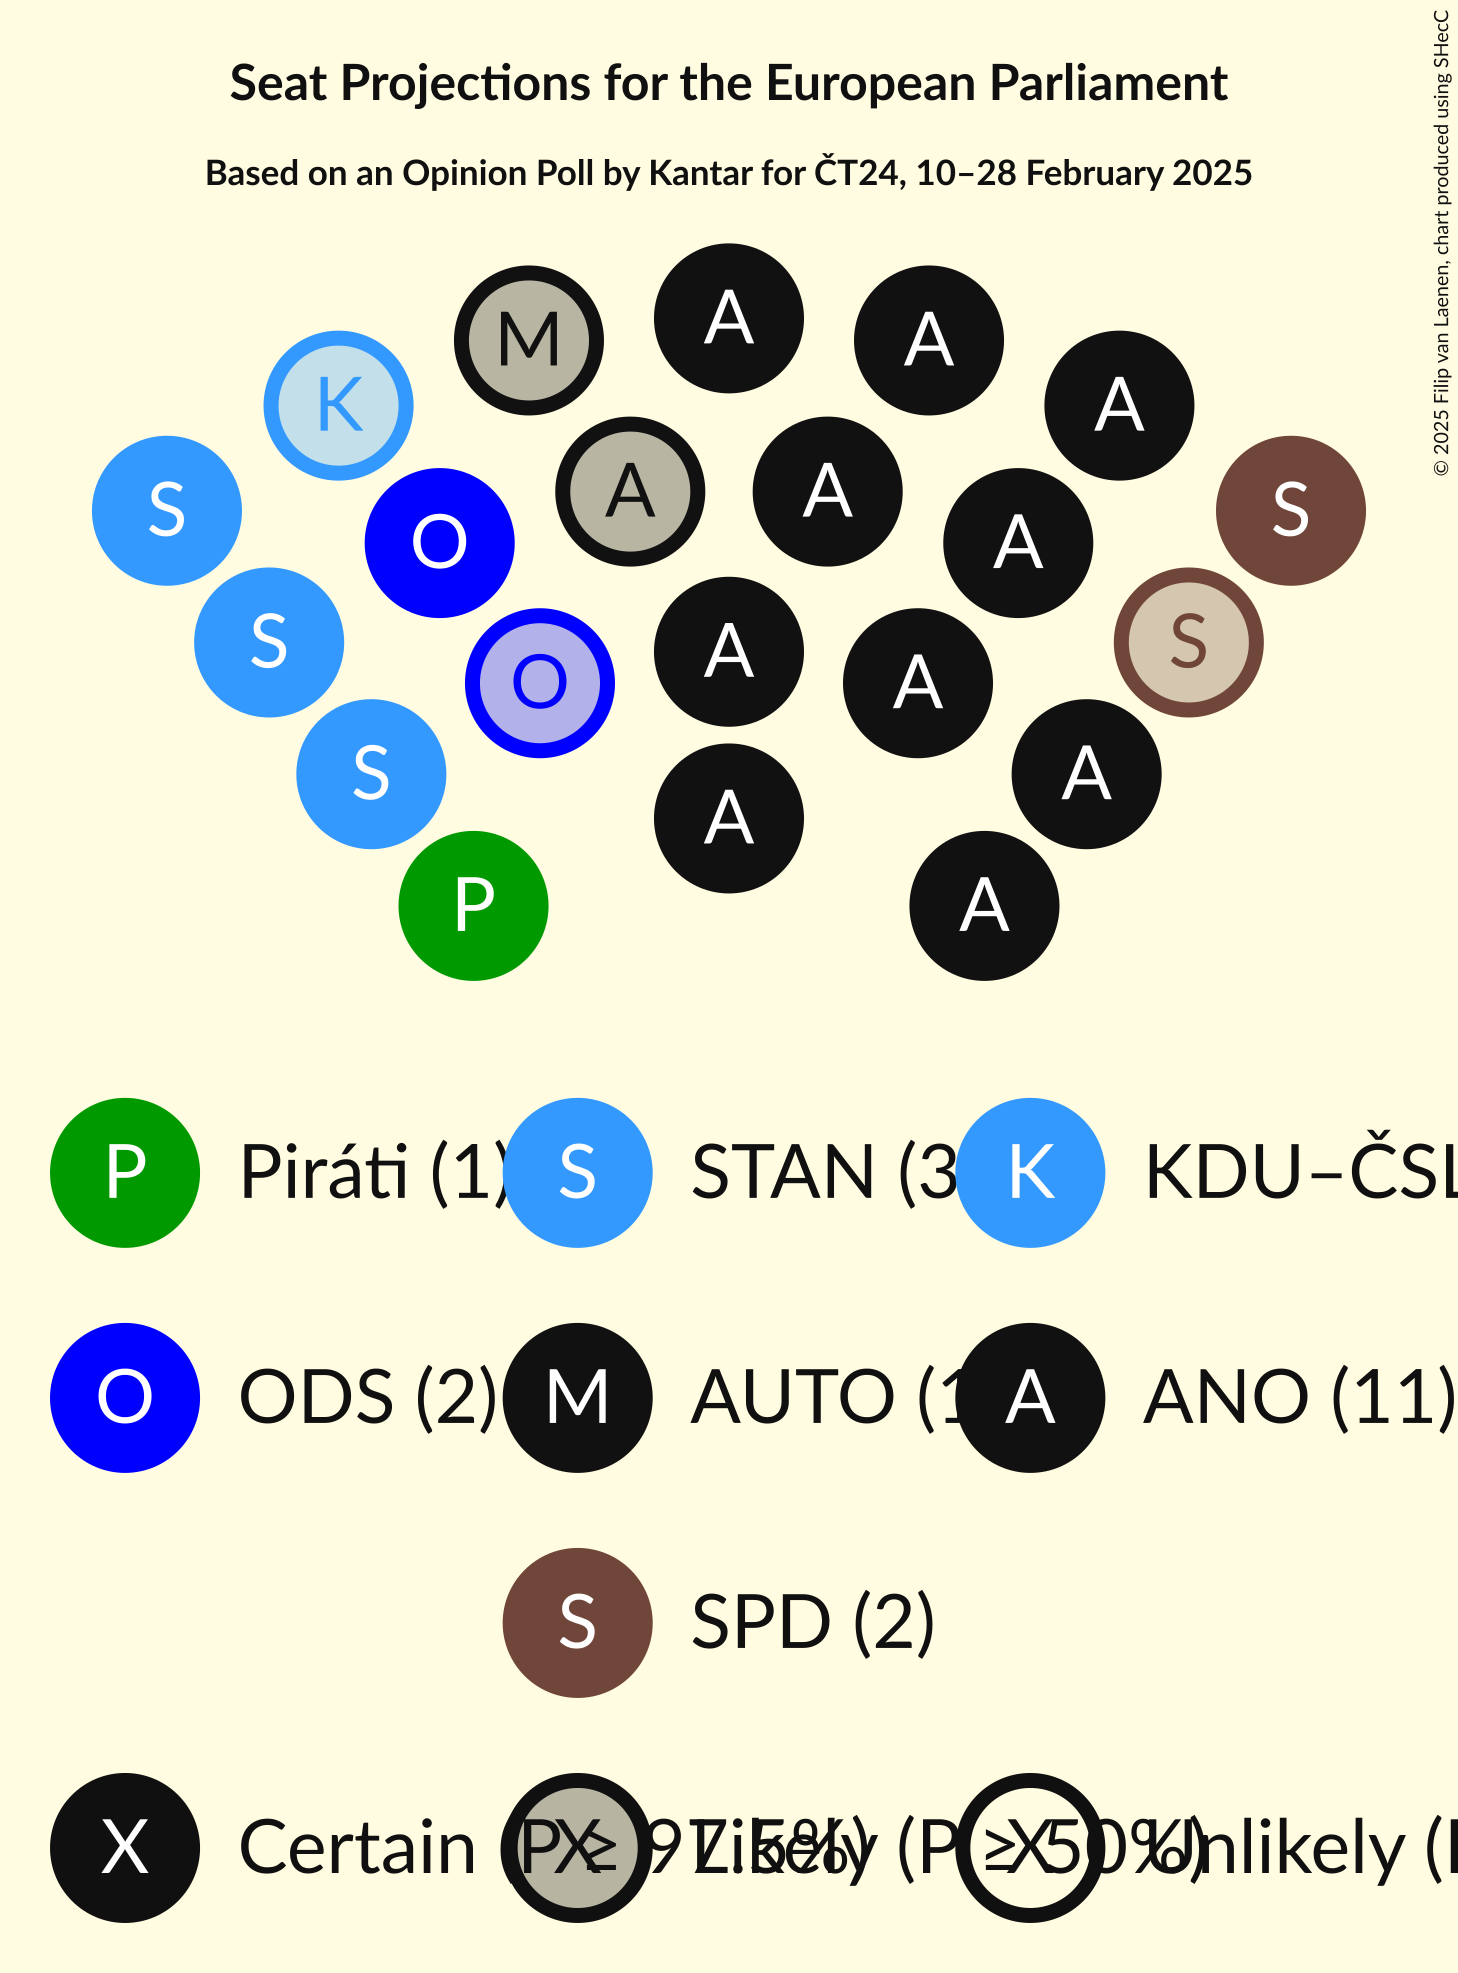 Seat Projections for the European Parliament
Based on an Opinion Poll by Kantar for ČT24, 10–28 February 2025
© 2025 Filip van Laenen, chart produced using SHecC
A
M A
K A
S A A S
O A
S S
O A A
S A
A
P A
P Piráti (1) S STAN (3 K KDU–ČSL
O ODS (2) M AUTO (1 A ANO (11)
S SPD (2)
X Certain (P ≥ 97.5%) X Likely (P ≥ 50%) X Unlikely (